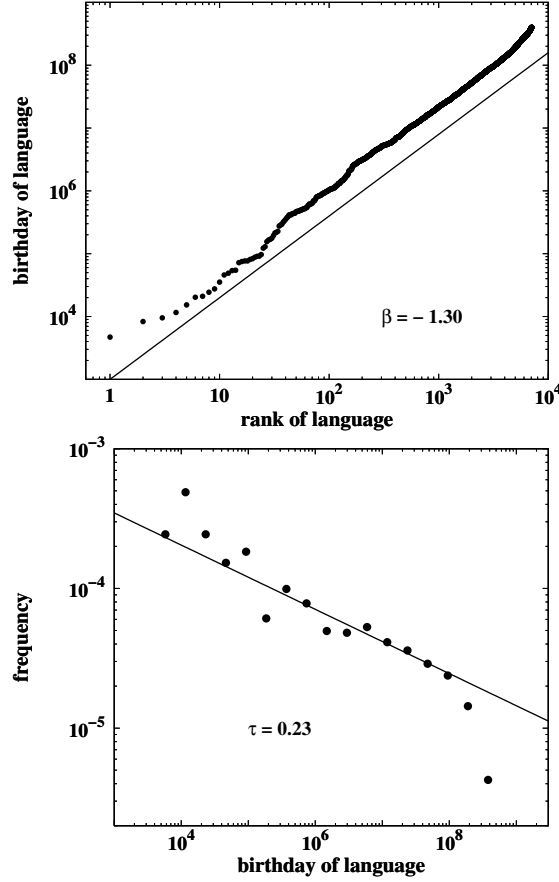 10^8
10^6
10^4
birthday of language
β = − 1.30
1 10 10^2 10^3 10^4
rank of language
10^−3
10^−4
10^−5
frequency
τ = 0.23
10^4 10^6 10^8
birthday of language